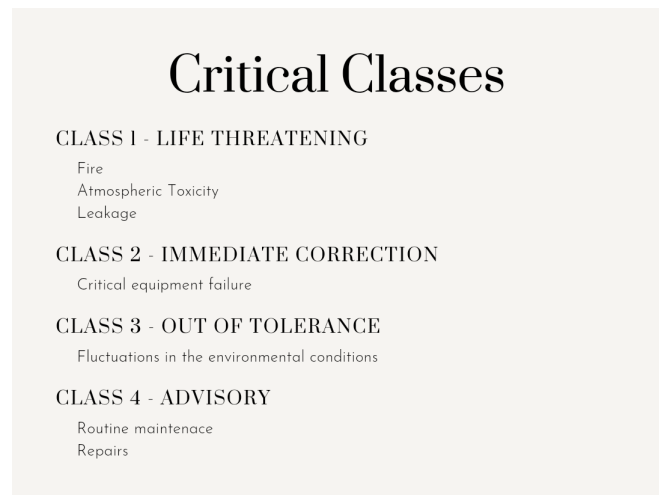 Critical Classes
CLASS 1 - LIFE THREATENING
Fire
Atmospheric Toxicity
Leakage
CLASS 2 - IMMEDIATE CORRECTION
Critical equipment failure
CLASS 3 - OUT OF TOLERANCE
Fluctuations in the environmental conditions
CLASS 4 - ADVISORY
Routine maintenace
Repairs